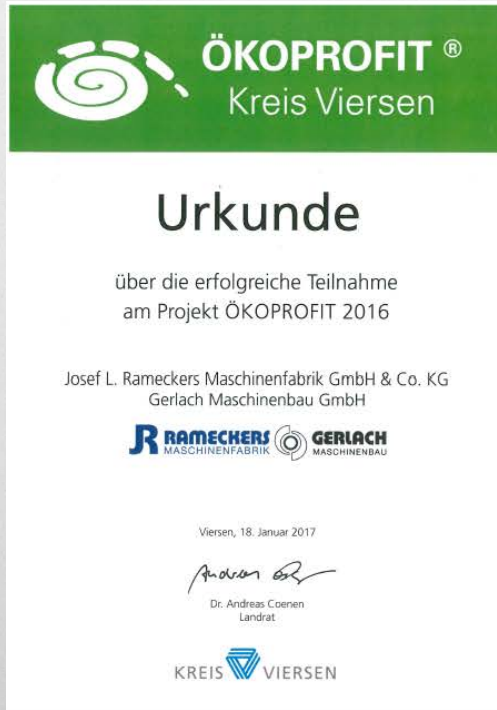 ÖKOPROFIT ®
Kreis Viersen
Urkunde
über die erfolgreiche Teilnahme
am Projekt ÖKOPROFIT 2016
Josef L. Rameckers Maschinenfabrik GmbH & Co. KG
Gerlach Maschinenbau GmbH
JR RAMECKERS MASCHINENFABRIK GERLACH MASCHINENBAU
Viersen, 18. Januar 2017
Dr. Andreas Coenen
Landrat
KREIS VIERSEN